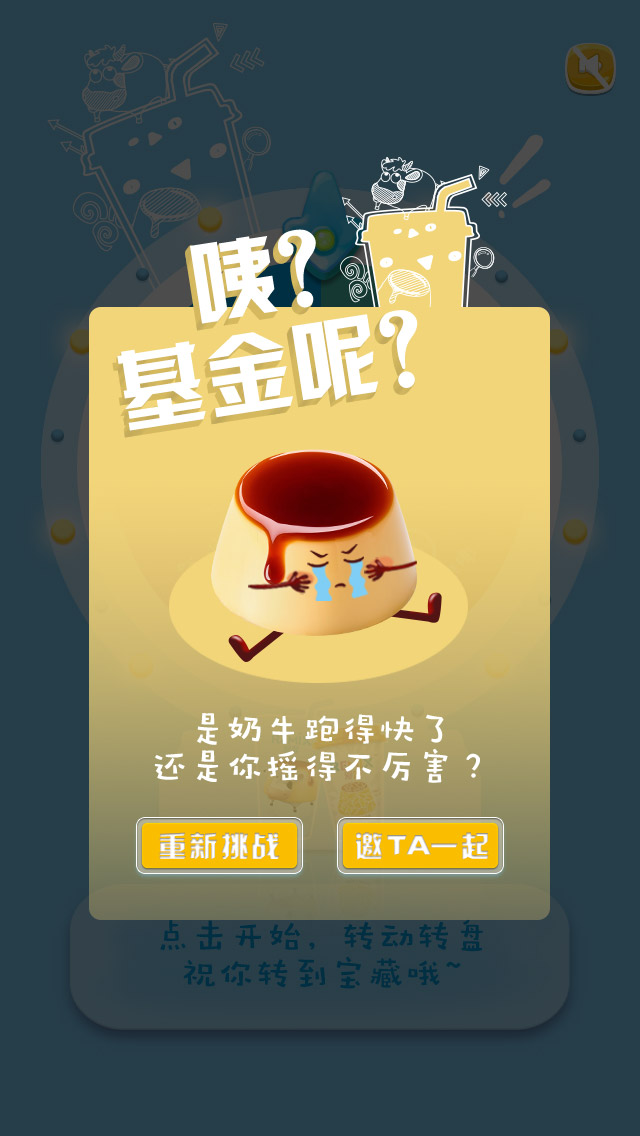 咦?
基金呢?
是奶牛跑得快了
还是你摇得不厉害？
重新挑战
邀TA一起
点击开始，转动转盘
祝你转到宝藏哦~